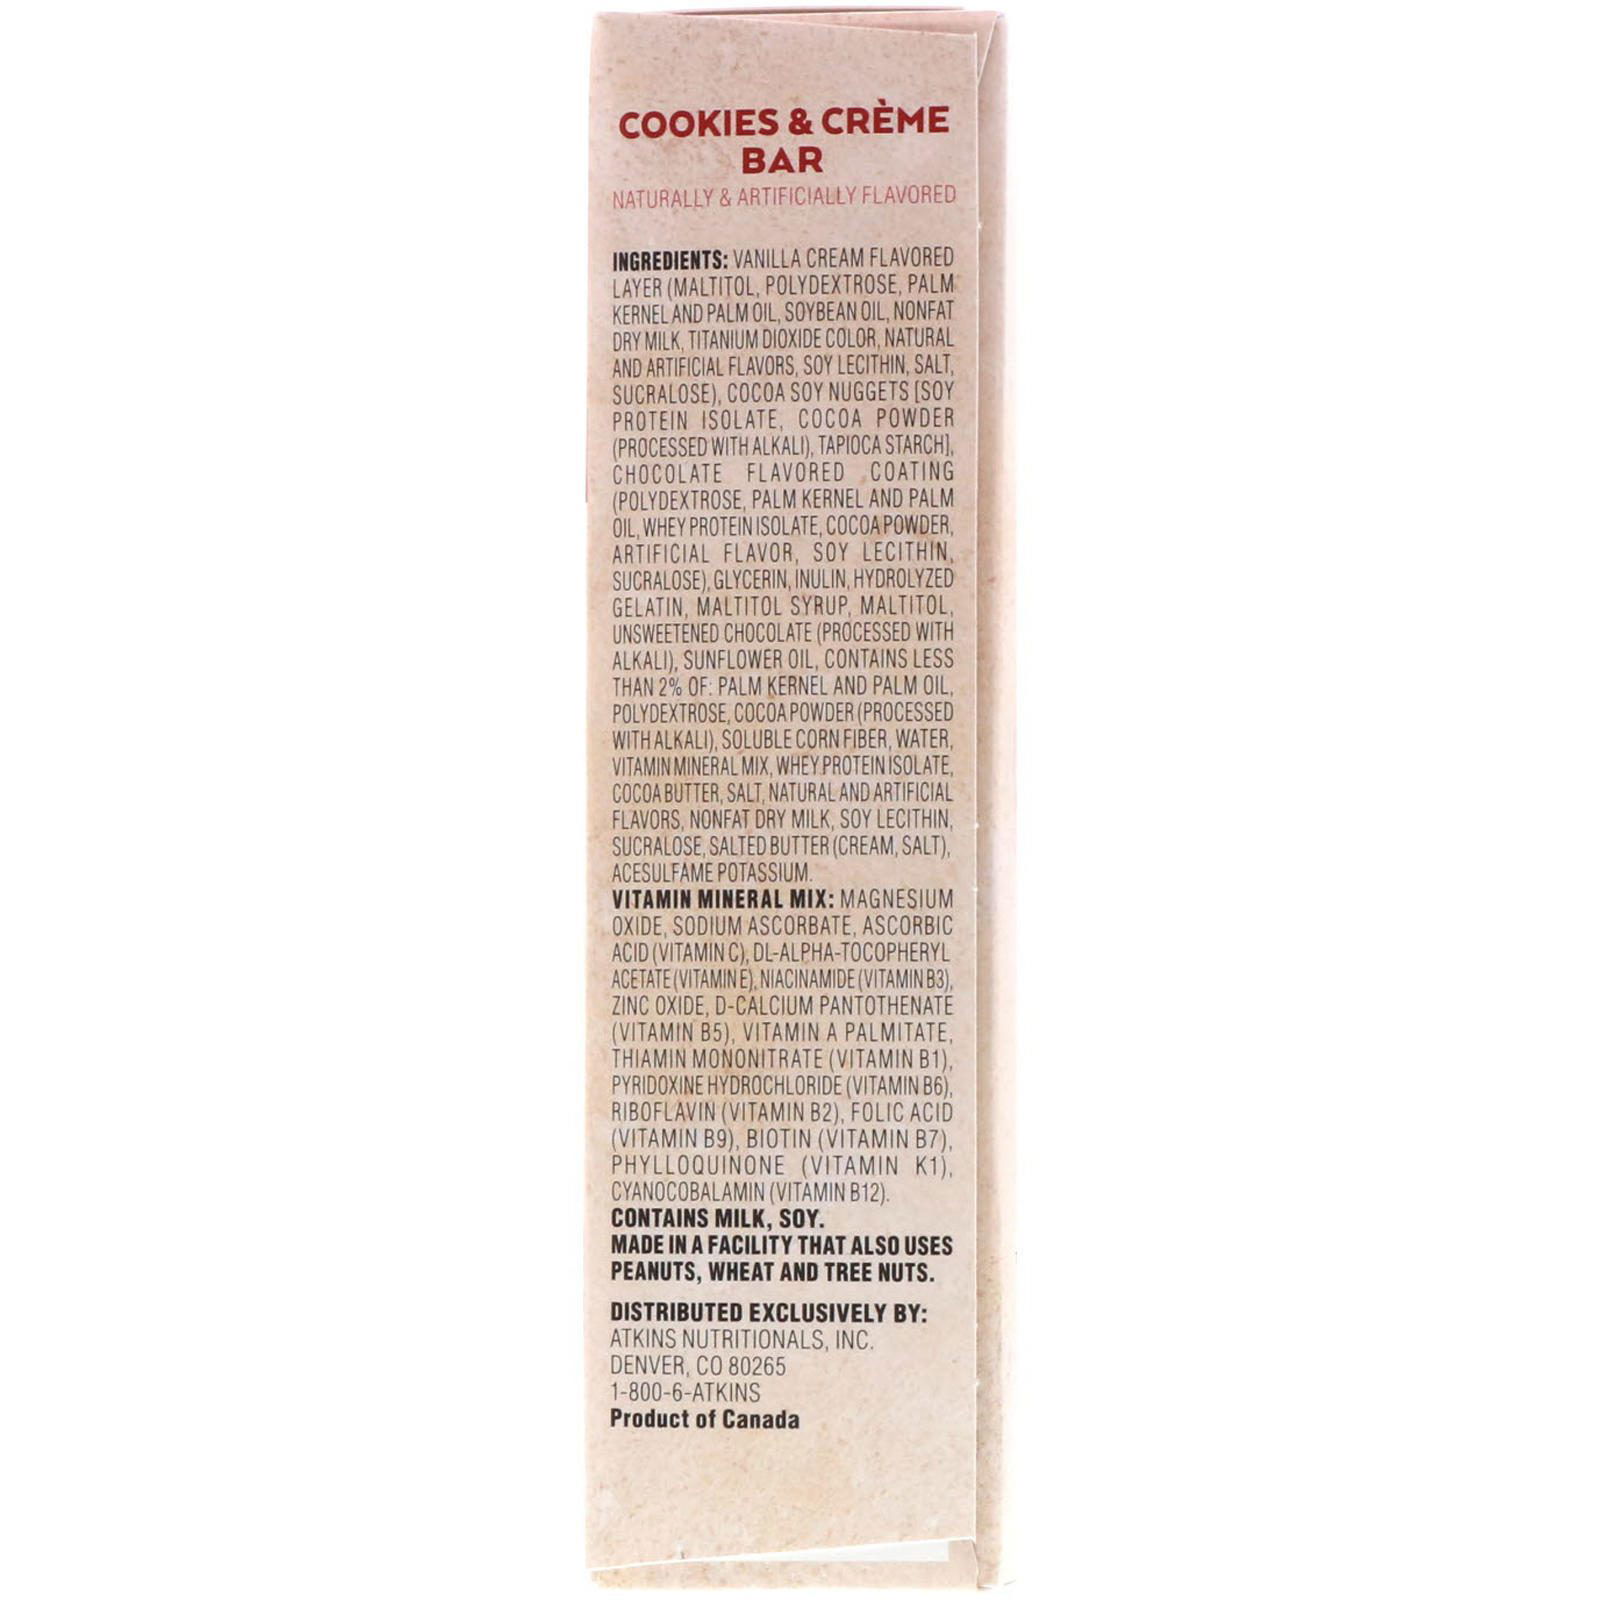 COOKIES & CRÈME
BAR
NATURALLY & ARTIFICIALLY FLAVORED
INGREDIENTS: VANILLA CREAM FLAVORED
LAYER (MALTITOL, POLYDEXTROSE, PALM
KERNEL AND PALM OIL, SOYBEAN OIL, NONFAT
DRY MILK, TITANIUM DIOXIDE COLOR, NATURAL
AND ARTIFICIAL FLAVORS, SOY LECITHIN, SALT,
SUCRALOSE), COCOA SOY NUGGETS [SOY
PROTEIN ISOLATE, COCOA POWDER
(PROCESSED WITH ALKALI), TAPIOCA STARCH],
CHOCOLATE FLAVORED COATING
(POLYDEXTROSE, PALM KERNEL AND PALM
OIL, WHEY PROTEIN ISOLATE, COCOA POWDER,
ARTIFICIAL FLAVOR, SOY LECITHIN,
SUCRALOSE), GLYCERIN, INULIN, HYDROLYZED
GELATIN, MALTITOL SYRUP, MALTITOL,
UNSWEETENED CHOCOLATE (PROCESSED WITH
ALKALI), SUNFLOWER OIL, CONTAINS LESS
THAN 2% OF: PALM KERNEL AND PALM OIL,
POLYDEXTROSE, COCOA POWDER (PROCESSED
WITH ALKALI), SOLUBLE CORN FIBER, WATER,
VITAMIN MINERAL MIX, WHEY PROTEIN ISOLATE,
COCOA BUTTER, SALT, NATURAL AND ARTIFICIAL
FLAVORS, NONFAT DRY MILK, SOY LECITHIN,
SUCRALOSE, SALTED BUTTER (CREAM, SALT),
ACESULFAME POTASSIUM.
VITAMIN MINERAL MIX: MAGNESIUM
OXIDE, SODIUM ASCORBATE, ASCORBIC
ACID (VITAMIN C), DL-ALPHA-TOCOPHERYL
ACETATE (VITAMIN E), NIACINAMIDE (VITAMIN B3),
ZINC OXIDE, D-CALCIUM PANTOTHENATE
(VITAMIN B5), VITAMIN A PALMITATE,
THIAMIN MONONITRATE (VITAMIN B1),
PYRIDOXINE HYDROCHLORIDE (VITAMIN B6),
RIBOFLAVIN (VITAMIN B2), FOLIC ACID
(VITAMIN B9), BIOTIN (VITAMIN B7),
PHYLLOQUINONE (VITAMIN K1),
CYANOCOBALAMIN (VITAMIN B12).
CONTAINS MILK, SOY.
MADE IN A FACILITY THAT ALSO USES
PEANUTS, WHEAT AND TREE NUTS.
DISTRIBUTED EXCLUSIVELY BY:
ATKINS NUTRITIONALS, INC.
DENVER, CO 80265
1-800-6-ATKINS
Product of Canada